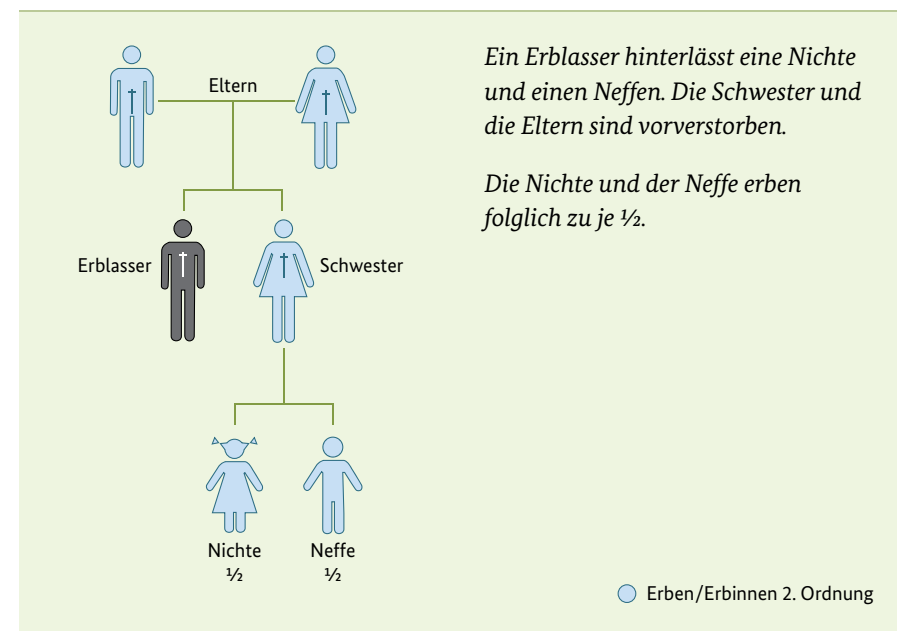 Eltern
Ein Erblasser hinterlässt eine Nichte
und einen Neffen. Die Schwester und
die Eltern sind vorverstorben.
Die Nichte und der Neffe erben
folglich zu je ½.
Erblasser
Schwester
Nichte
½
Neffe
½
Erben/Erbinnen 2. Ordnung